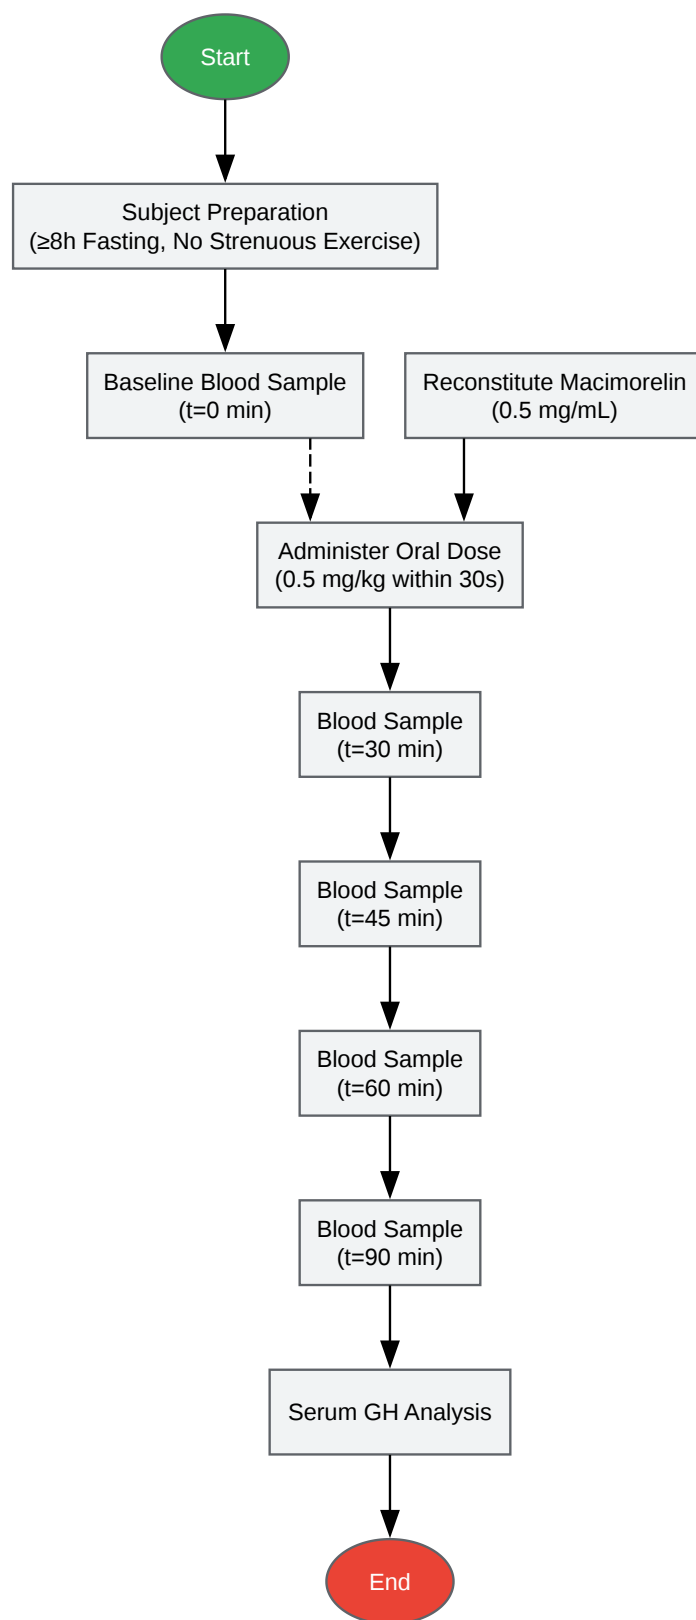 Start
Subject Preparation
(≥8h Fasting, No Strenuous Exercise)
Baseline Blood Sample
(t=0 min)
Reconstitute Macimorelin
(0.5 mg/mL)
Administer Oral Dose
(0.5 mg/kg within 30s)
Blood Sample
(t=30 min)
Blood Sample
(t=45 min)
Blood Sample
(t=60 min)
Blood Sample
(t=90 min)
Serum GH Analysis
End